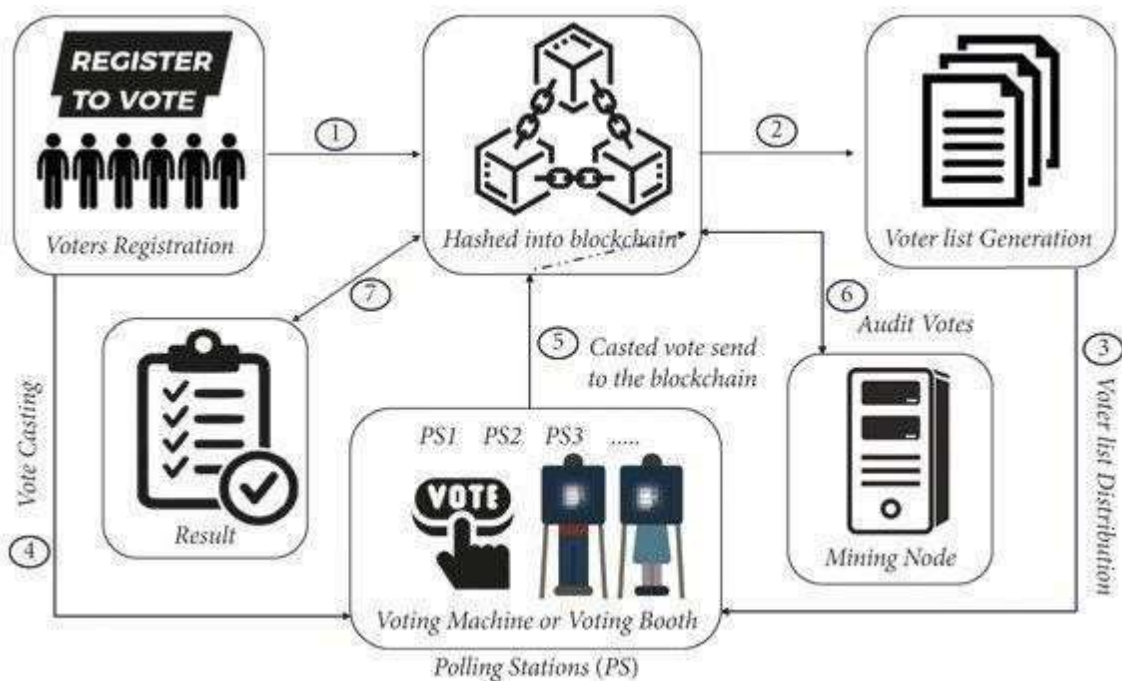 REGISTER
TO VOTE
Voters Registration
1
Hashed into blockchain
2
Voter list Generation
7
6
Audit Votes
5
Casted vote send
to the blockchain
3
Voter list Distribution
Vote Casting
4
Result
PS1 PS2 PS3 .....
VOTE
Voting Machine or Voting Booth
Polling Stations (PS)
Mining Node